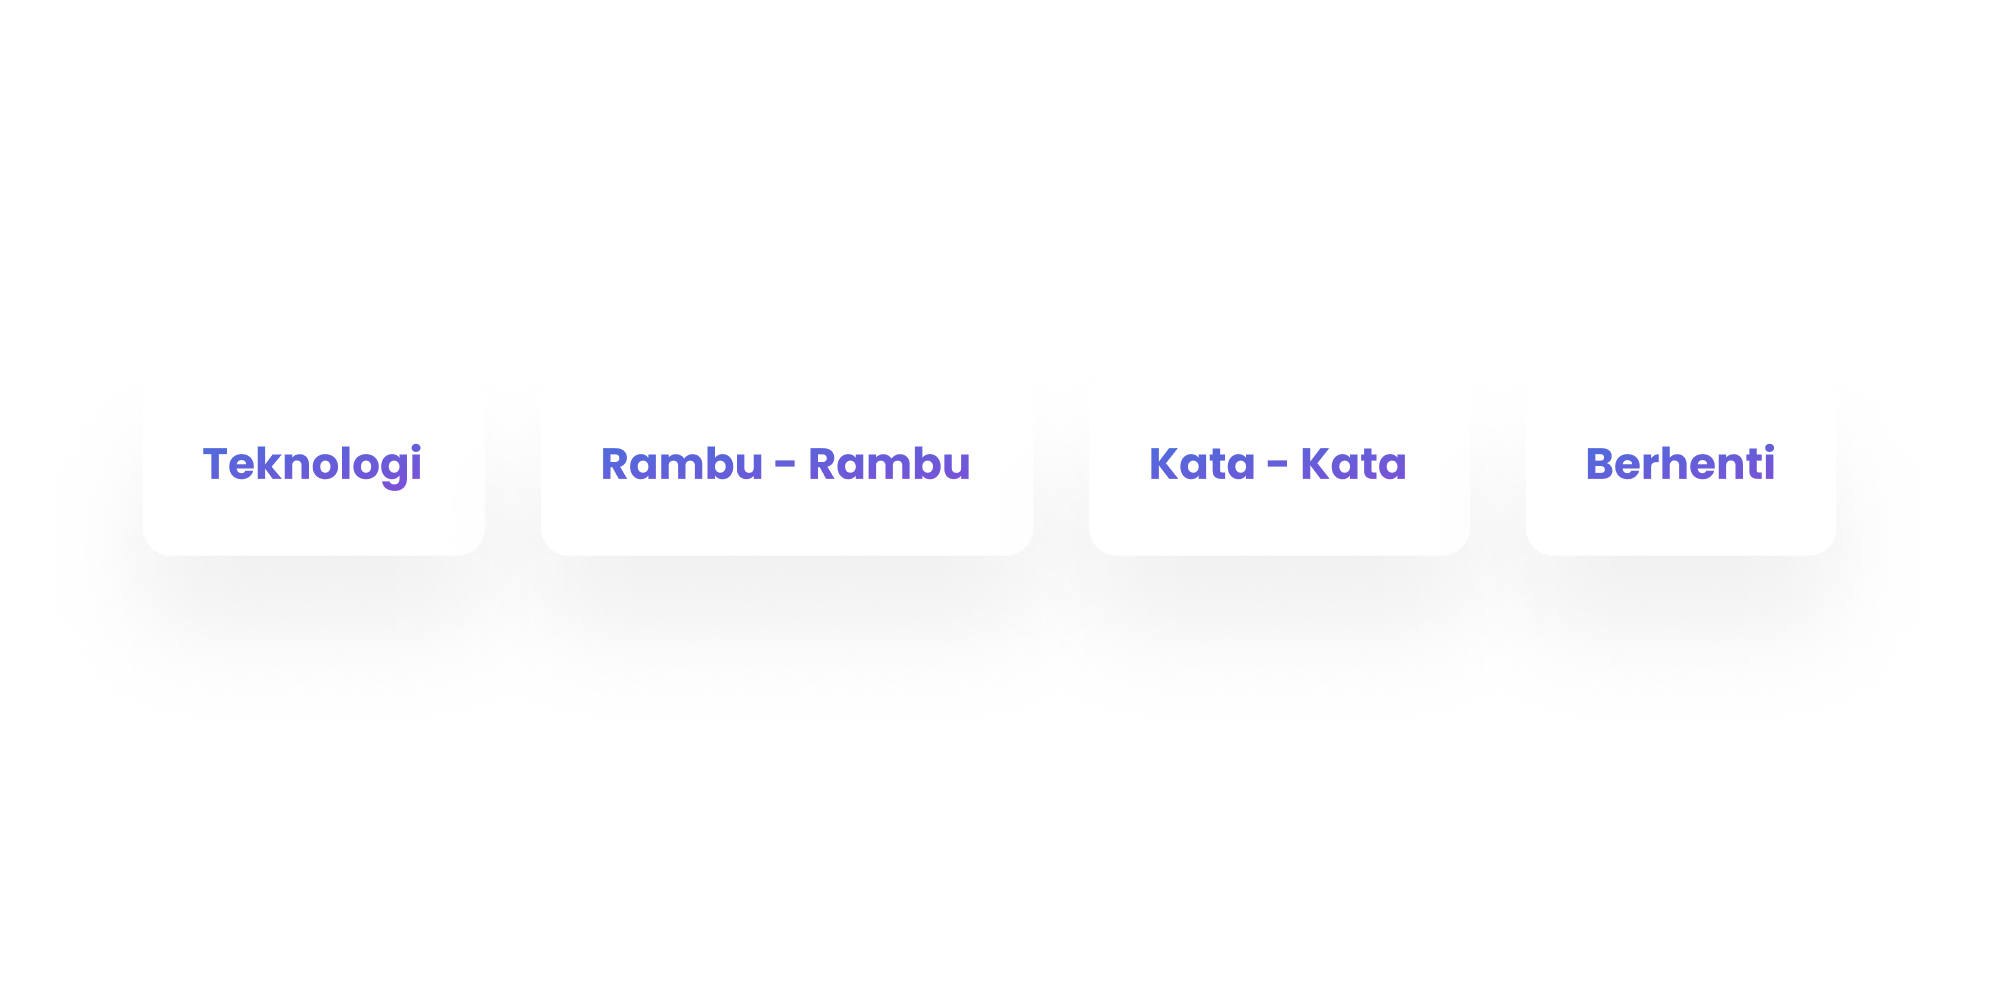 Teknologi
Rambu - Rambu
Kata - Kata
Berhenti